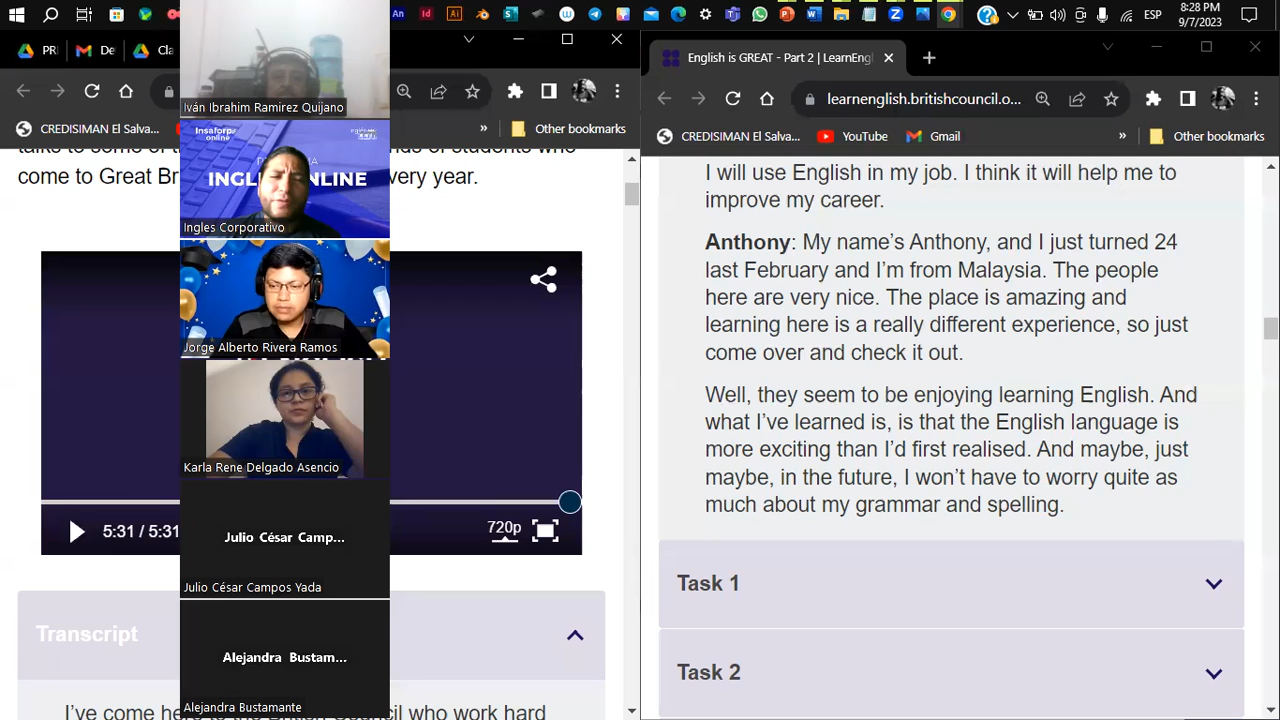 An Id Ai
ESP
8:28 PM
9/7/2023
PR
De
Cla
English is GREAT - Part 2 | LearnEngl
learnenglish.britishcouncil.o...
CREDISIMAN El Salva...
»
Other bookmarks
CREDISIMAN El Salva...
YouTube
Gmail
»
Other bookmarks
come to Great Br
very year.
Iván Ibrahim Ramirez Quijano
Insaforp online
INGL
NLINE
Ingles Corporativo
Jorge Alberto Rivera Ramos
Karla Rene Delgado Asencio
Julio César Camp...
Julio César Campos Yada
Alejandra Bustam...
Alejandra Bustamante
5:31 / 5:31
720p
Transcript
I’ve come here to the British Council who work hard
I will use English in my job. I think it will help me to
improve my career.
Anthony: My name’s Anthony, and I just turned 24
last February and I’m from Malaysia. The people
here are very nice. The place is amazing and
learning here is a really different experience, so just
come over and check it out.
Well, they seem to be enjoying learning English. And
what I’ve learned is, is that the English language is
more exciting than I’d first realised. And maybe, just
maybe, in the future, I won’t have to worry quite as
much about my grammar and spelling.
Task 1
Task 2